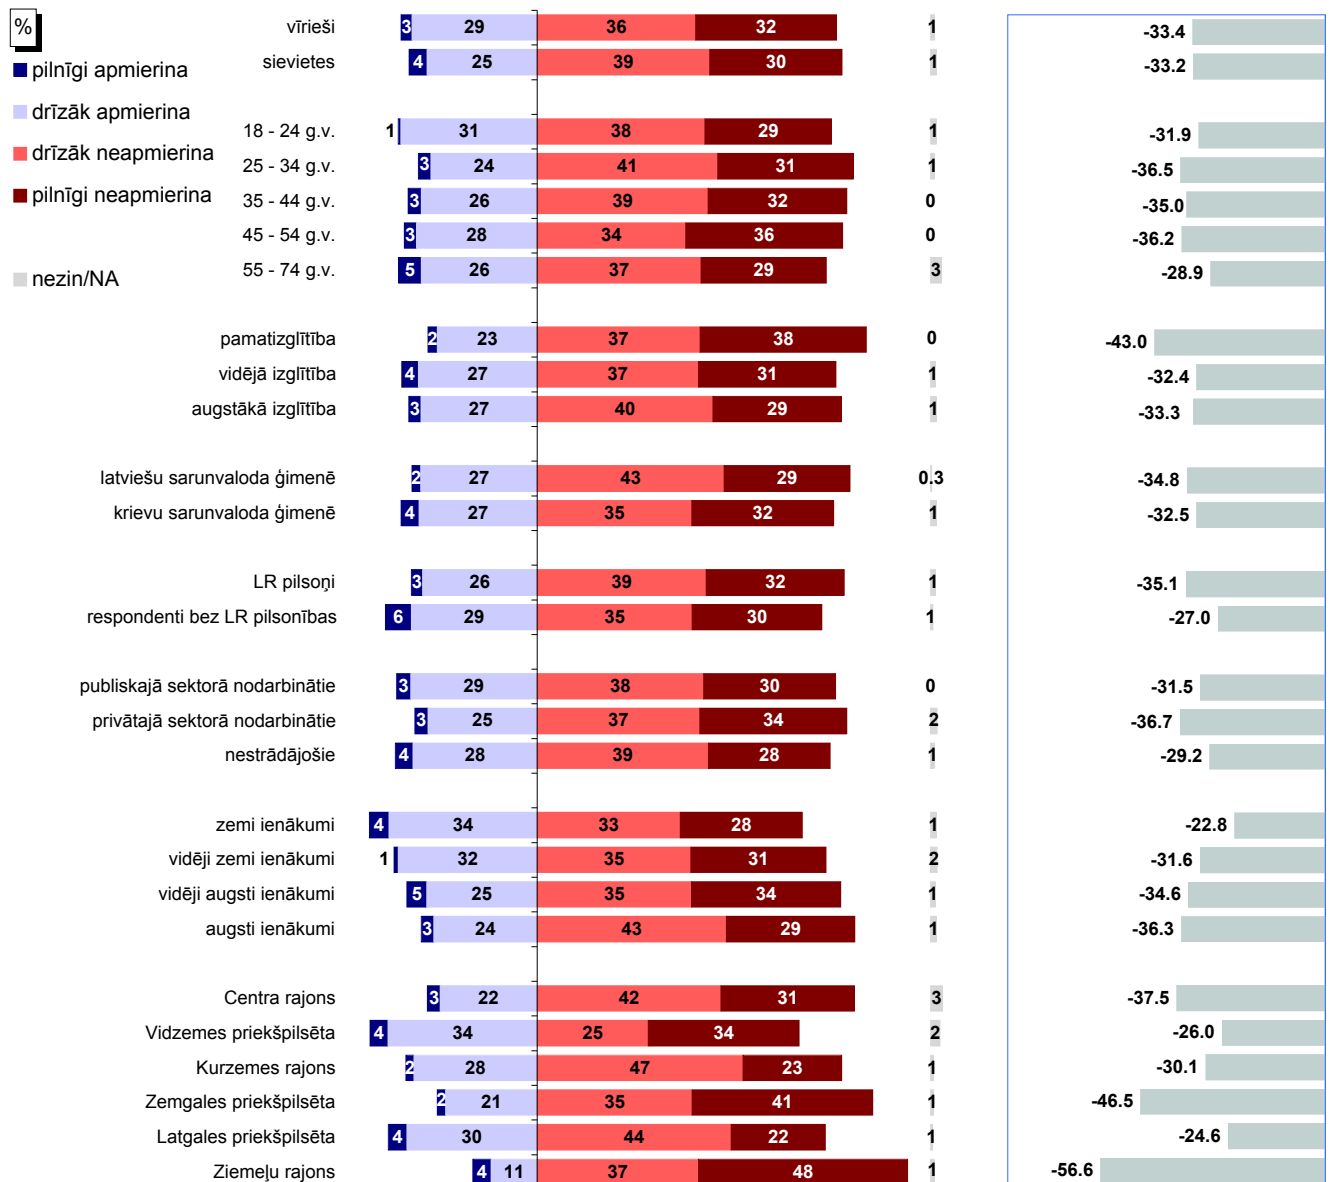 %
pilnīgi apmierina
drīzāk apmierina
drīzāk neapmierina
pilnīgi neapmierina
nezin/NA
vīrieši 3 29 36 32 1 -33.4
sievietes 4 25 39 30 1 -33.2
18 - 24 g.v. 1 31 38 29 1 -31.9
25 - 34 g.v. 3 24 41 31 1 -36.5
35 - 44 g.v. 3 26 39 32 0 -35.0
45 - 54 g.v. 3 28 34 36 0 -36.2
55 - 74 g.v. 5 26 37 29 3 -28.9
pamatizglītība 2 23 37 38 0 -43.0
vidējā izglītība 4 27 37 31 1 -32.4
augstākā izglītība 3 27 40 29 1 -33.3
latviešu sarunvaloda ģimenē 2 27 43 29 0.3 -34.8
krievu sarunvaloda ģimenē 4 27 35 32 1 -32.5
LR pilsoņi 3 26 39 32 1 -35.1
respondenti bez LR pilsonības 6 29 35 30 1 -27.0
publiskajā sektorā nodarbinātie 3 29 38 30 0 -31.5
privātajā sektorā nodarbinātie 3 25 37 34 2 -36.7
nestrādājošie 4 28 39 28 1 -29.2
zemi ienākumi 4 34 33 28 1 -22.8
vidēji zemi ienākumi 1 32 35 31 2 -31.6
vidēji augsti ienākumi 5 25 35 34 1 -34.6
augsti ienākumi 3 24 43 29 1 -36.3
Centra rajons 3 22 42 31 3 -37.5
Vidzemes priekšpilsēta 4 34 25 34 2 -26.0
Kurzemes rajons 2 28 47 23 1 -30.1
Zemgales priekšpilsēta 2 21 35 41 1 -46.5
Latgales priekšpilsēta 4 30 44 22 1 -24.6
Ziemeļu rajons 4 11 37 48 1 -56.6